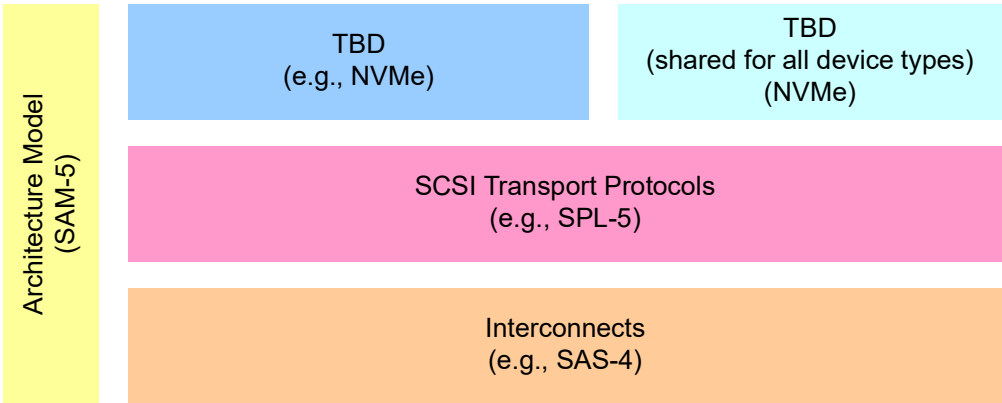 Architecture Model
(SAM-5)
TBD
(e.g., NVMe)
TBD
(shared for all device types)
(NVMe)
SCSI Transport Protocols
(e.g., SPL-5)
Interconnects
(e.g., SAS-4)